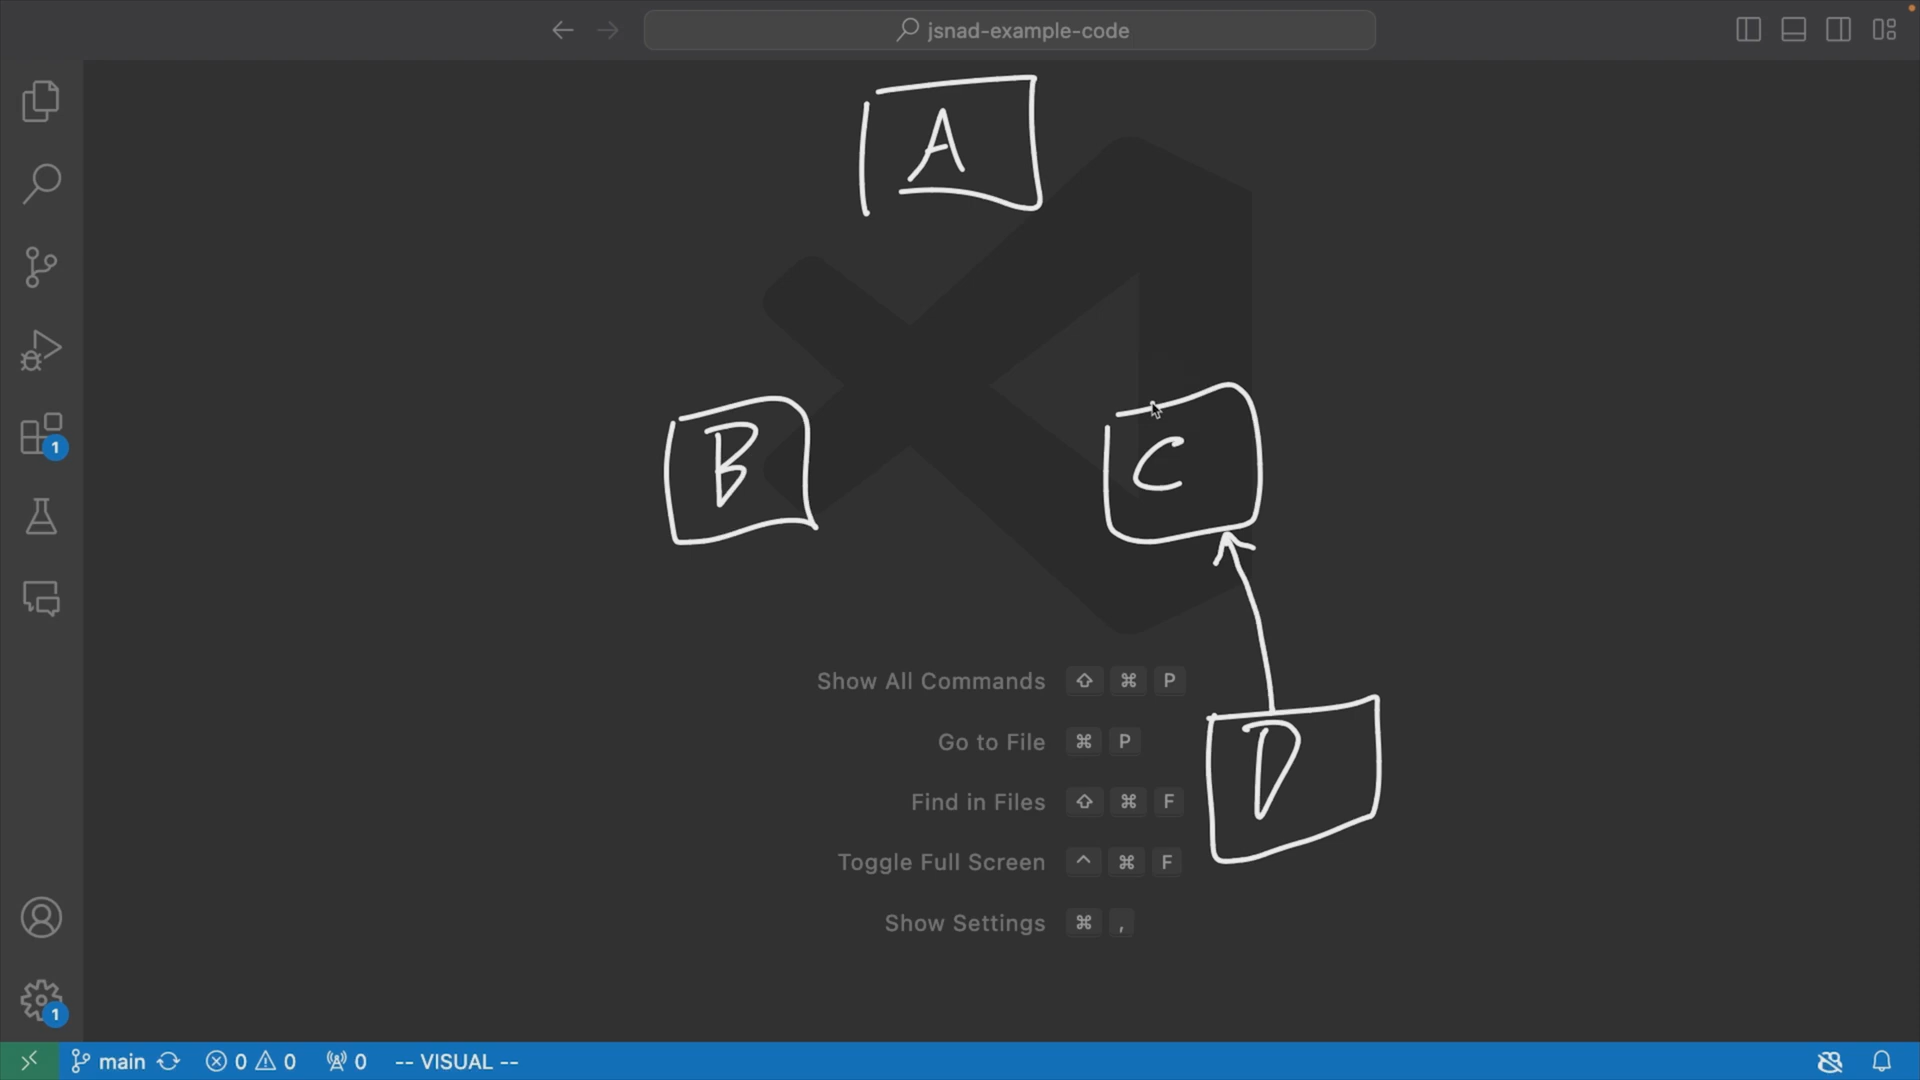 jsnad-example-code
A
B
C
Show All Commands ⇧ ⌘ P
Go to File ⌘ P
D
Find in Files ⇧ ⌘ F
Toggle Full Screen ^ ⌘ F
Show Settings ⌘ ,
1
1
main 0 0 0 -- VISUAL --